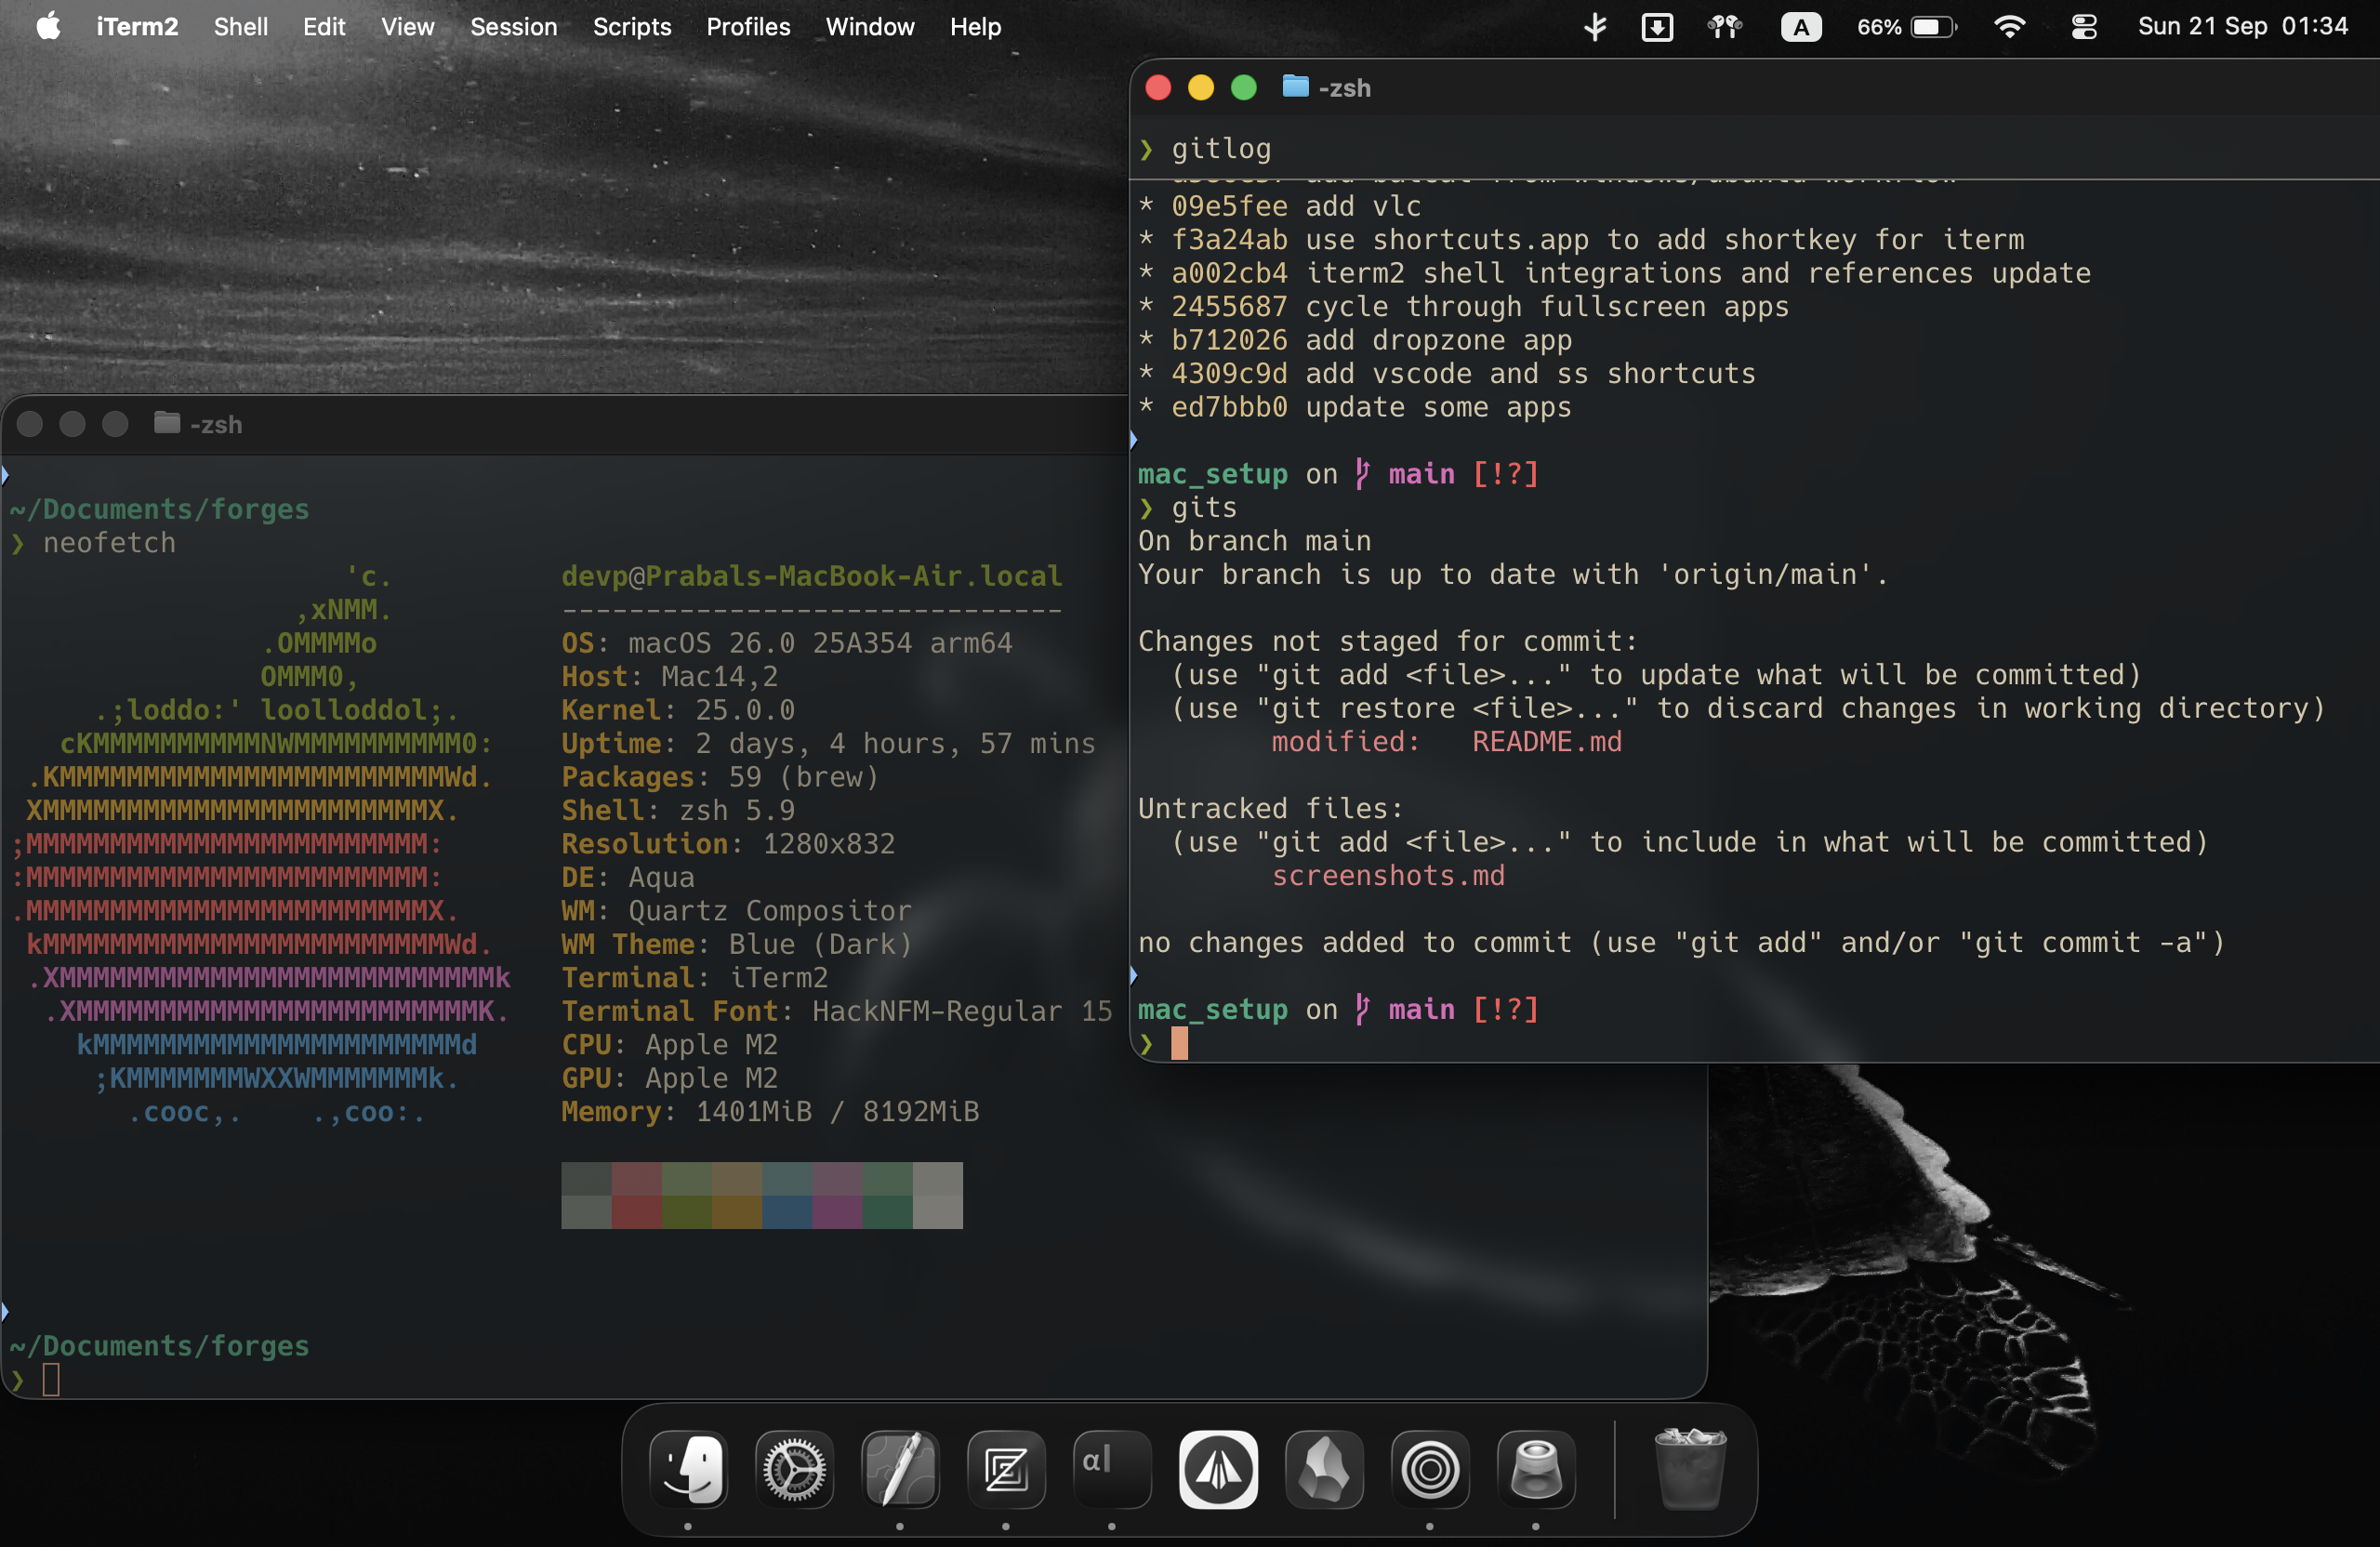 iTerm2 Shell Edit View Session Scripts Profiles Window Help A 66% Sun 21 Sep 01:34
-zsh
❯ gitlog
* 09e5fee add vlc
* f3a24ab use shortcuts.app to add shortkey for iterm
* a002cb4 iterm2 shell integrations and references update
* 2455687 cycle through fullscreen apps
* b712026 add dropzone app
* 4309c9d add vscode and ss shortcuts
* ed7bbb0 update some apps
mac_setup on main [!?]
❯ gits
On branch main
Your branch is up to date with 'origin/main'.
Changes not staged for commit:
(use "git add <file>..." to update what will be committed)
(use "git restore <file>..." to discard changes in working directory)
modified: README.md
Untracked files:
(use "git add <file>..." to include in what will be committed)
screenshots.md
no changes added to commit (use "git add" and/or "git commit -a")
mac_setup on main [!?]
❯
-zsh
~/Documents/forges
❯ neofetch
'c. devp@Prabals-MacBook-Air.local
,xNMM. ------------------------------
.OMMMMo OS: macOS 26.0 25A354 arm64
OMMM0, Host: Mac14,2
.;loddo:' loolloddol;. Kernel: 25.0.0
cKMMMMMMMMMMNWMMMMMMMMMM0: Uptime: 2 days, 4 hours, 57 mins
.KMMMMMMMMMMMMMMMMMMMMMMMWd. Packages: 59 (brew)
XMMMMMMMMMMMMMMMMMMMMMMMX. Shell: zsh 5.9
;MMMMMMMMMMMMMMMMMMMMMMMM: Resolution: 1280x832
:MMMMMMMMMMMMMMMMMMMMMMMM: DE: Aqua
.MMMMMMMMMMMMMMMMMMMMMMMMX. WM: Quartz Compositor
kMMMMMMMMMMMMMMMMMMMMMMMMWd. WM Theme: Blue (Dark)
.XMMMMMMMMMMMMMMMMMMMMMMMMMMk Terminal: iTerm2
.XMMMMMMMMMMMMMMMMMMMMMMMMK. Terminal Font: HackNFM-Regular 15
kMMMMMMMMMMMMMMMMMMMMMMd CPU: Apple M2
;KMMMMMMMWXXWMMMMMMMk. GPU: Apple M2
.cooc,. .,coo:. Memory: 1401MiB / 8192MiB
~/Documents/forges
❯
α|